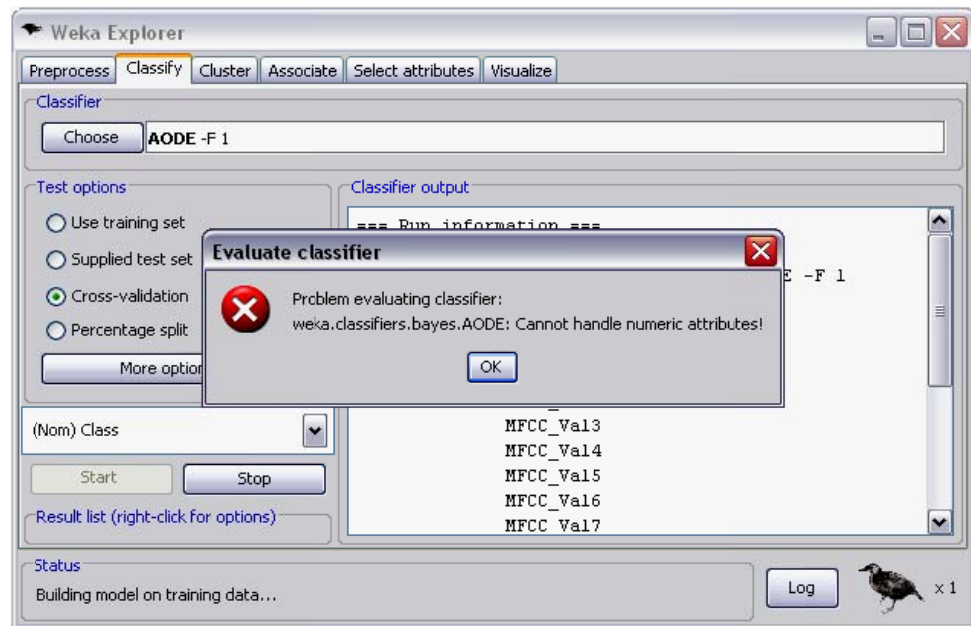 Weka Explorer
Preprocess Classify Cluster Associate Select attributes Visualize
Classifier
Choose AODE -F 1
Test options
Use training set
Supplied test set
Cross-validation
Percentage split
More option
(Nom) Class
Start Stop
Result list (right-click for options)
Classifier output
=== Run information ===
E -F 1
Evaluate classifier
Problem evaluating classifier:
weka.classifiers.bayes.AODE: Cannot handle numeric attributes!
OK
MFCC_Val3
MFCC_Val4
MFCC_Val5
MFCC_Val6
MFCC_Val7
Status
Building model on training data...
Log x 1